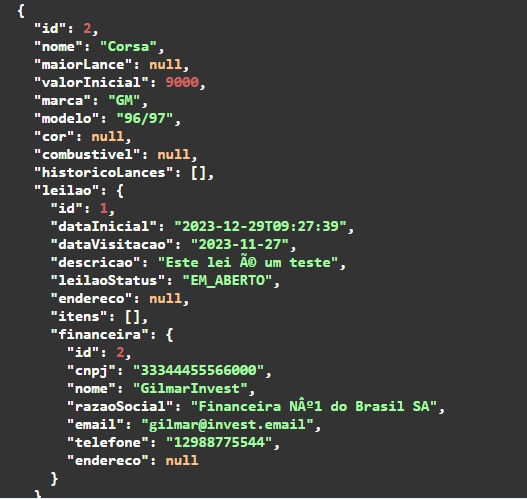 {
"id": 2,
"nome": "Corsa",
"maiorLance": null,
"valorInicial": 9000,
"marca": "GM",
"modelo": "96/97",
"cor": null,
"combustivel": null,
"historicoLances": [],
"leilao": {
"id": 1,
"dataInicial": "2023-12-29T09:27:39",
"dataVisitacao": "2023-11-27",
"descricao": "Este lei Ã© um teste",
"leilaoStatus": "EM_ABERTO",
"endereco": null,
"itens": [],
"financeira": {
"id": 2,
"cnpj": "33344455566000",
"nome": "GilmarInvest",
"razaoSocial": "Financeira NÂº1 do Brasil SA",
"email": "gilmar@invest.email",
"telefone": "12988775544",
"endereco": null
}
}